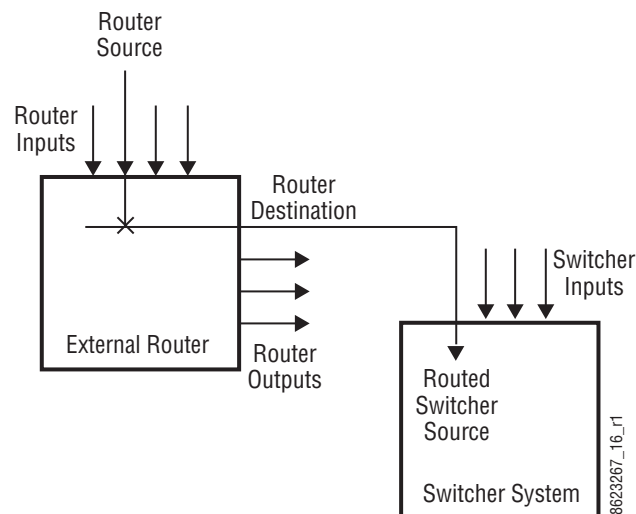 Router
Source
Router
Inputs
Router
Destination
Switcher
Inputs
External Router
Router
Outputs
Routed
Switcher
Source
Switcher System
8623267_16_r1